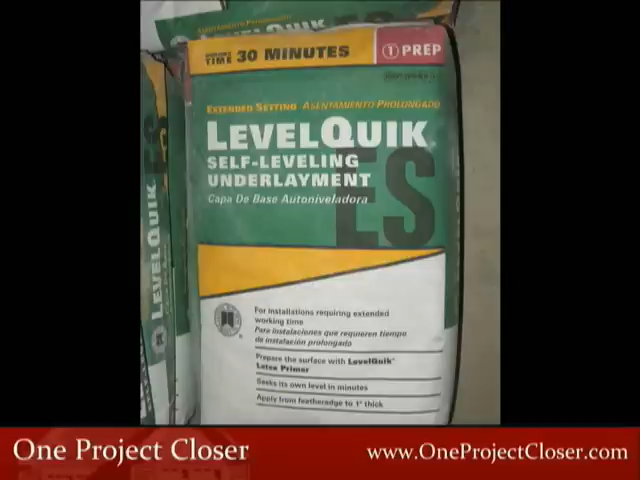 ASENTAMIENTO PROLONGADO
TIME 30 MINUTES
1 PREP
EXTENDED SETTING ASENTAMIENTO PROLONGADO
LEVELQUIK
SELF-LEVELING
UNDERLAYMENT
ES
Capa De Base Autoniveladora
LEVELQUIK
For installations requiring extended
working time
Para instalaciones que requieren tiempo
de instalación prolongado
Prepare the surface with LevelQuik™
Latex Primer
Seeks its own level in minutes
Apply from featheredge to 1" thick
One Project Closer
www.OneProjectCloser.com